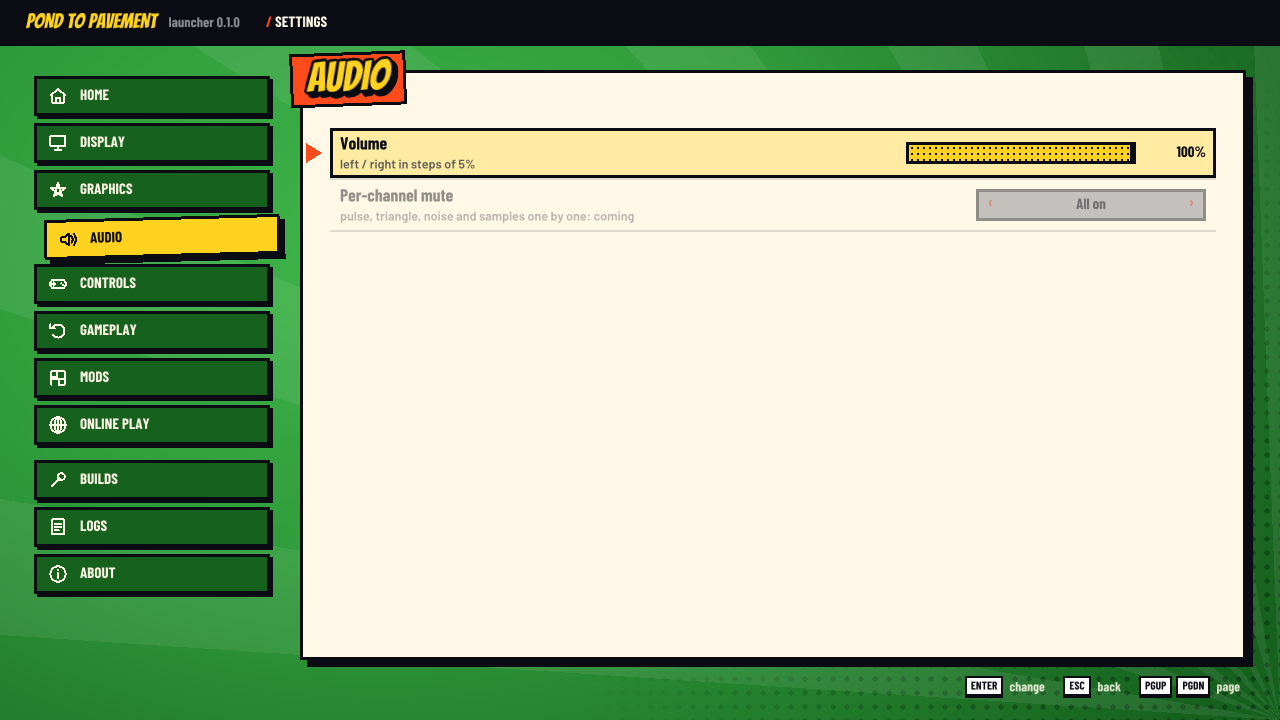 POND TO PAVEMENT launcher 0.1.0 / SETTINGS
AUDIO
HOME
DISPLAY
GRAPHICS
AUDIO
CONTROLS
GAMEPLAY
MODS
ONLINE PLAY
BUILDS
LOGS
ABOUT
Volume
left / right in steps of 5%
100%
Per-channel mute
pulse, triangle, noise and samples one by one: coming
‹ All on ›
ENTER change ESC back PGUP PGDN page